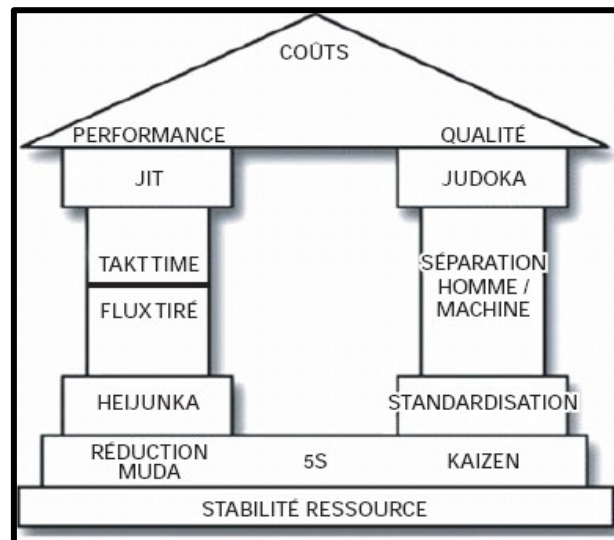 COÛTS
PERFORMANCE QUALITÉ
JIT JUDOKA
TAKT TIME SÉPARATION
HOMME /
FLUX TIRÉ MACHINE
HEIJUNKA STANDARDISATION
RÉDUCTION
MUDA 5S KAIZEN
STABILITÉ RESSOURCE